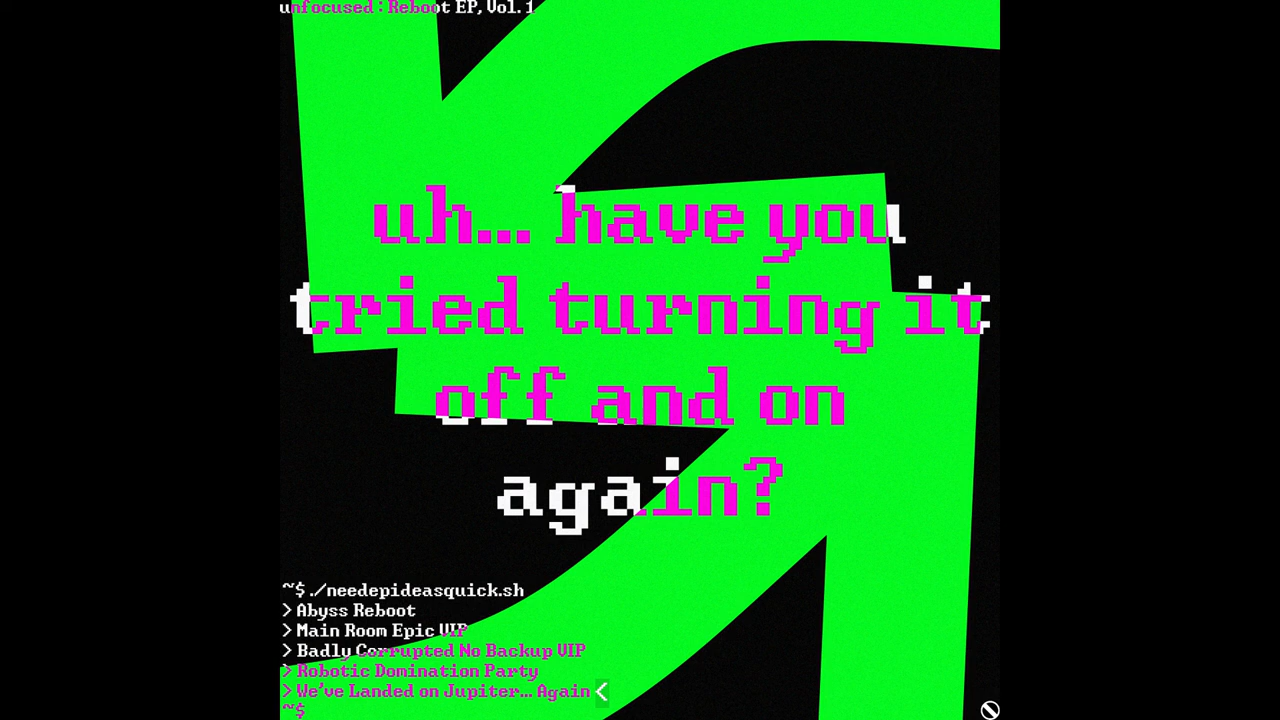 unfocused : Reboot EP, Vol. 1
uh... have you
tried turning it
off and on
again?
~$ ./needepideasquick.sh
> Abyss Reboot
> Main Room Epic VIP
> Badly Corrupted No Backup VIP
> Robotic Domination Party
> We've Landed on Jupiter... Again <
~$